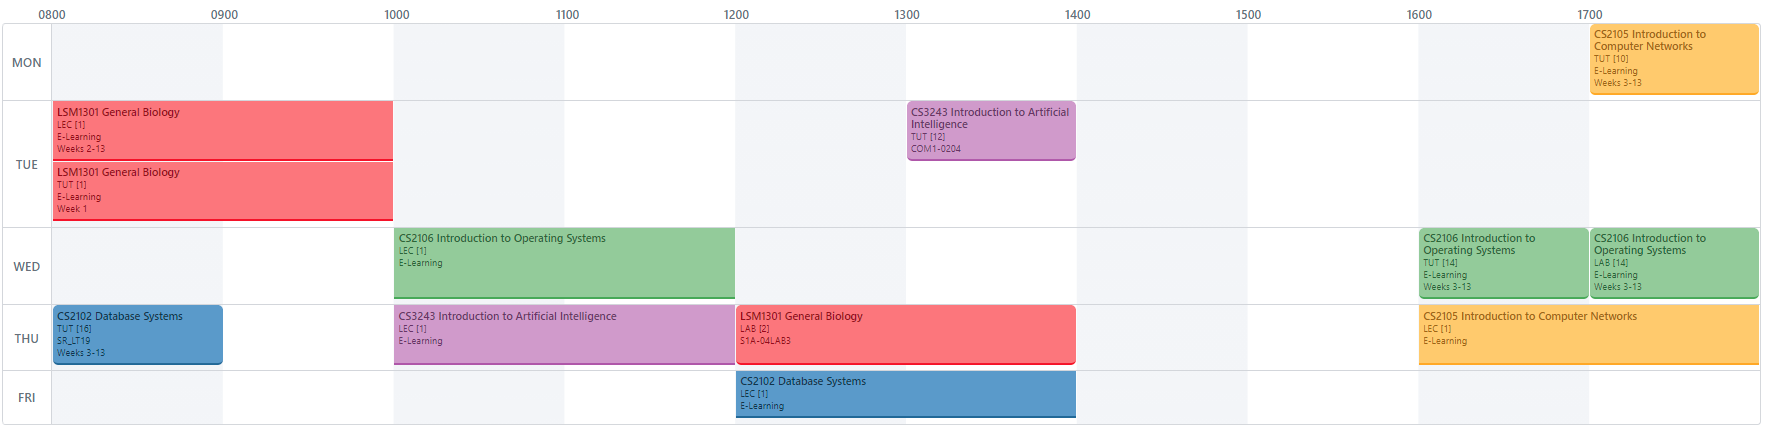 0800 0900 1000 1100 1200 1300 1400 1500 1600 1700
MON
CS2105 Introduction to
Computer Networks
TUT [10]
E-Learning
Weeks 3-13
TUE
LSM1301 General Biology
LEC [1]
E-Learning
Weeks 2-13
LSM1301 General Biology
TUT [1]
E-Learning
Week 1
CS3243 Introduction to Artificial
Intelligence
TUT [12]
COM1-0204
WED
CS2106 Introduction to Operating Systems
LEC [1]
E-Learning
CS2106 Introduction to
Operating Systems
TUT [14]
E-Learning
Weeks 3-13
CS2106 Introduction to
Operating Systems
LAB [14]
E-Learning
Weeks 3-13
THU
CS2102 Database Systems
TUT [16]
SR_LT19
Weeks 3-13
CS3243 Introduction to Artificial Intelligence
LEC [1]
E-Learning
LSM1301 General Biology
LAB [2]
S1A-04LAB3
CS2105 Introduction to Computer Networks
LEC [1]
E-Learning
FRI
CS2102 Database Systems
LEC [1]
E-Learning